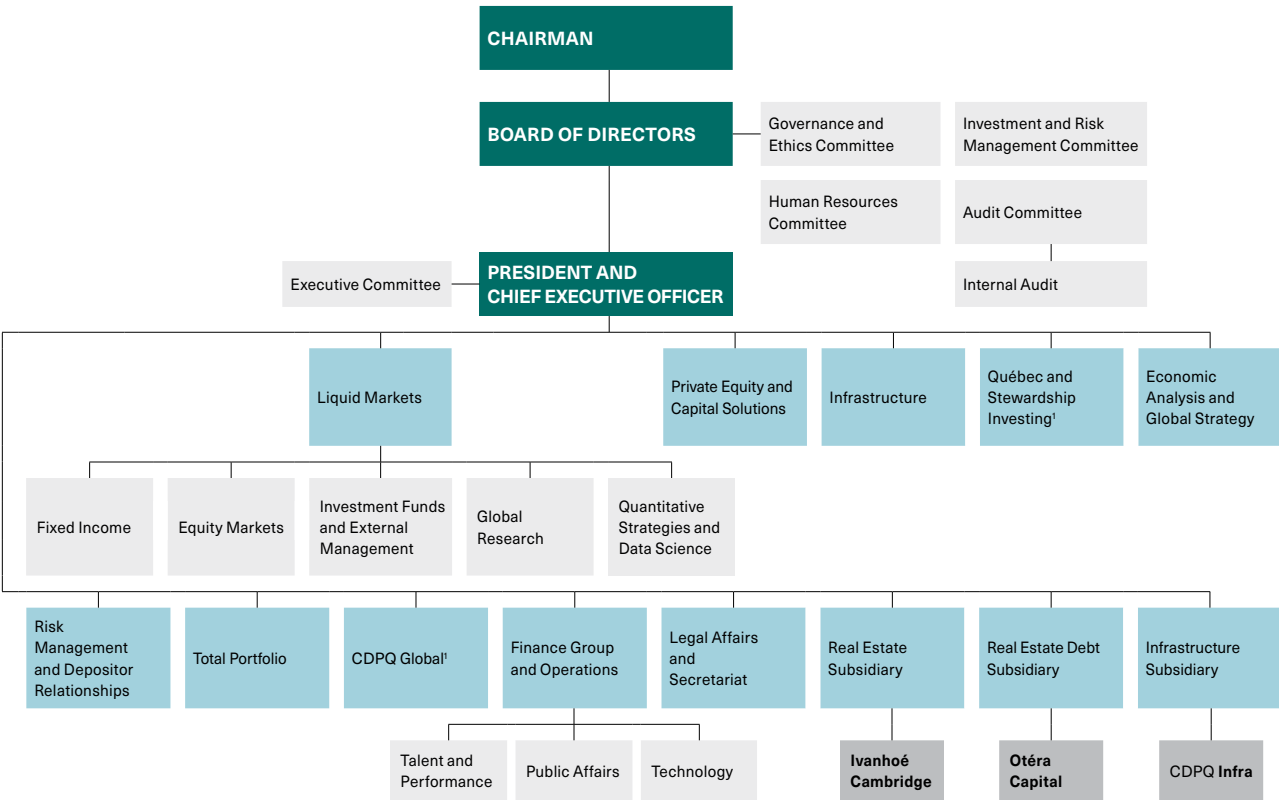 CHAIRMAN
BOARD OF DIRECTORS
Governance and
Ethics Committee
Investment and Risk
Management Committee
Human Resources
Committee
Audit Committee
Executive Committee
PRESIDENT AND
CHIEF EXECUTIVE OFFICER
Internal Audit
Liquid Markets
Private Equity and
Capital Solutions
Infrastructure
Québec and
Stewardship
Investing¹
Economic
Analysis and
Global Strategy
Fixed Income
Equity Markets
Investment Funds
and External
Management
Global
Research
Quantitative
Strategies and
Data Science
Risk
Management
and Depositor
Relationships
Total Portfolio
CDPQ Global¹
Finance Group
and Operations
Legal Affairs
and
Secretariat
Real Estate
Subsidiary
Real Estate Debt
Subsidiary
Infrastructure
Subsidiary
Talent and
Performance
Public Affairs
Technology
Ivanhoé
Cambridge
Otéra
Capital
CDPQ Infra